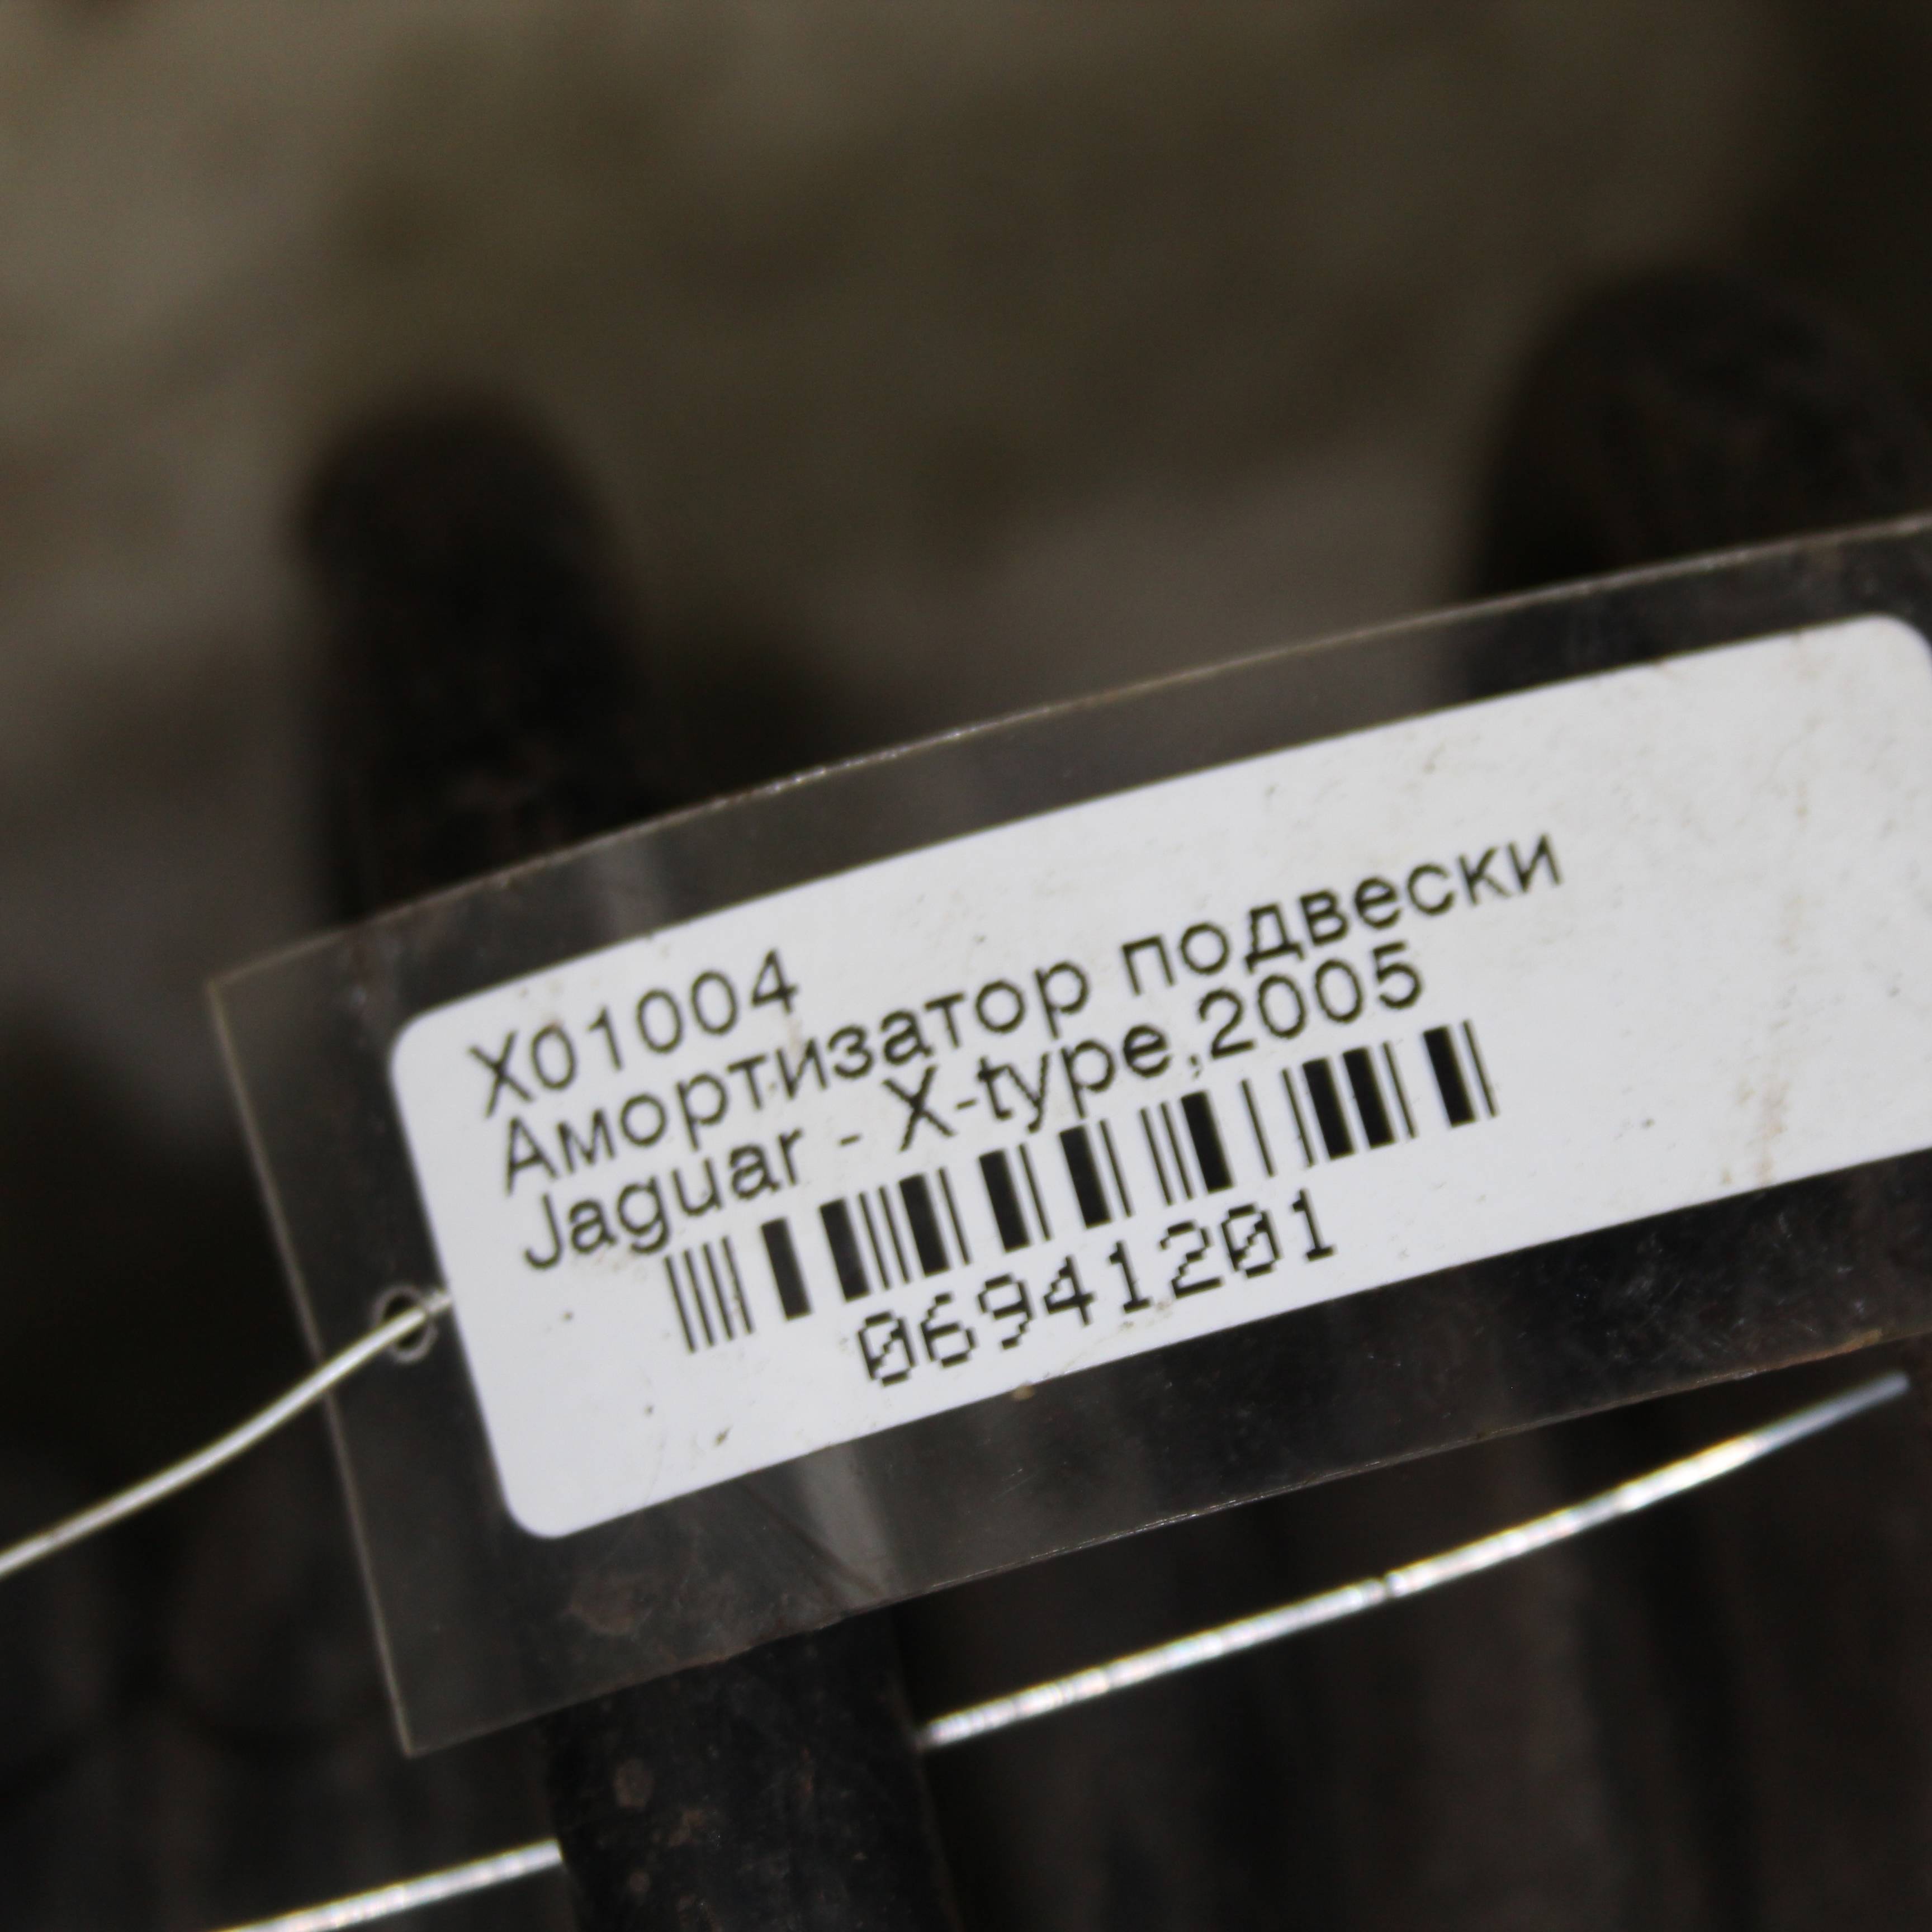 X01004
Амортизатор подвески
Jaguar - X-type,2005
06941201